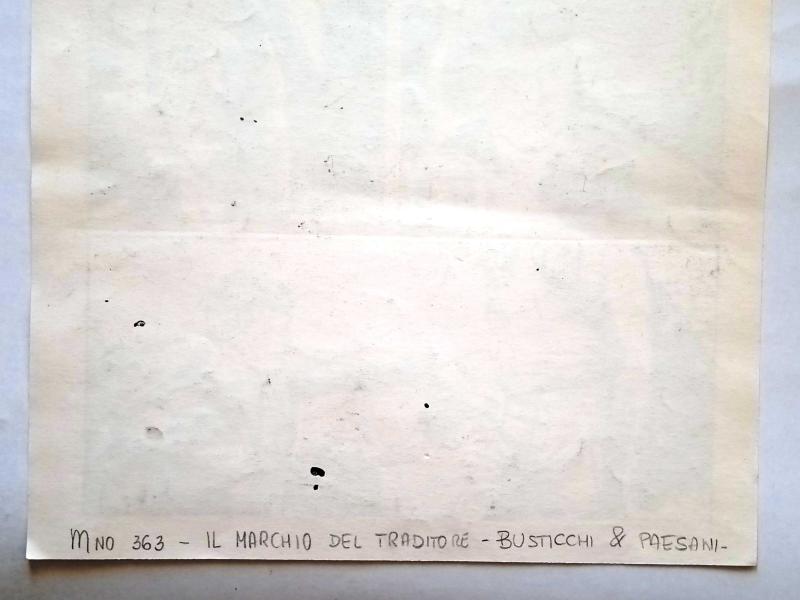 MNO 363 - IL MARCHIO DEL TRADITORE - BUSTICCHI & PAESANI-